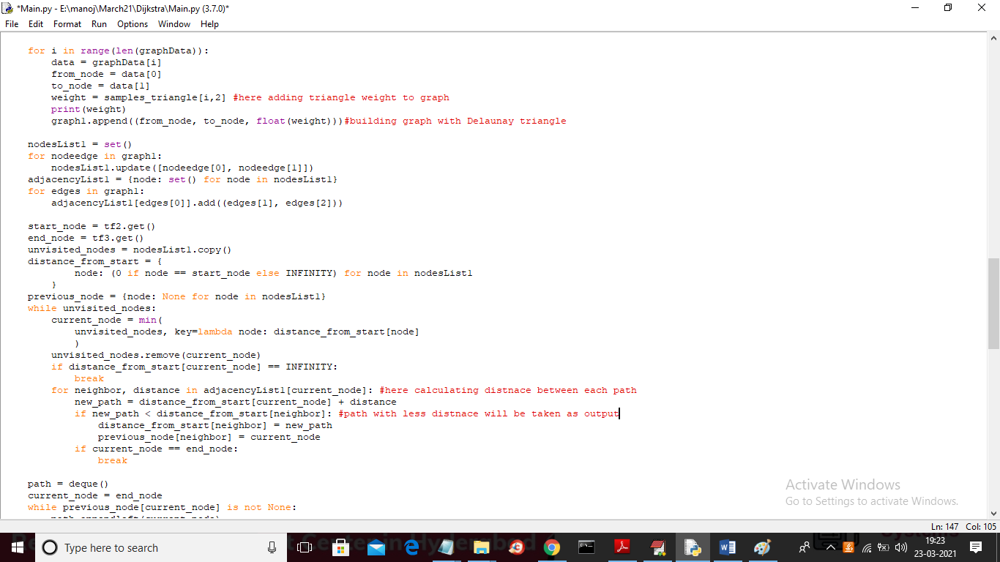 *Main.py - E:\manoj\March21\Dijkstra\Main.py (3.7.0)*
File Edit Format Run Options Window Help
for i in range(len(graphData)):
data = graphData[i]
from_node = data[0]
to_node = data[1]
weight = samples_triangle[i,2] #here adding triangle weight to graph
print(weight)
graph1.append((from_node, to_node, float(weight)))#building graph with Delaunay triangle
nodesList1 = set()
for nodeedge in graph1:
nodesList1.update([nodeedge[0], nodeedge[1]])
adjacencyList1 = {node: set() for node in nodesList1}
for edges in graph1:
adjacencyList1[edges[0]].add((edges[1], edges[2]))
start_node = tf2.get()
end_node = tf3.get()
unvisited_nodes = nodesList1.copy()
distance_from_start = {
node: (0 if node == start_node else INFINITY) for node in nodesList1
}
previous_node = {node: None for node in nodesList1}
while unvisited_nodes:
current_node = min(
unvisited_nodes, key=lambda node: distance_from_start[node]
)
unvisited_nodes.remove(current_node)
if distance_from_start[current_node] == INFINITY:
break
for neighbor, distance in adjacencyList1[current_node]: #here calculating distnace between each path
new_path = distance_from_start[current_node] + distance
if new_path < distance_from_start[neighbor]: #path with less distnace will be taken as output
distance_from_start[neighbor] = new_path
previous_node[neighbor] = current_node
if current_node == end_node:
break
path = deque()
current_node = end_node
while previous_node[current_node] is not None:
Activate Windows
Go to Settings to activate Windows.
Ln: 147 Col: 105
Type here to search
19:23
23-03-2021